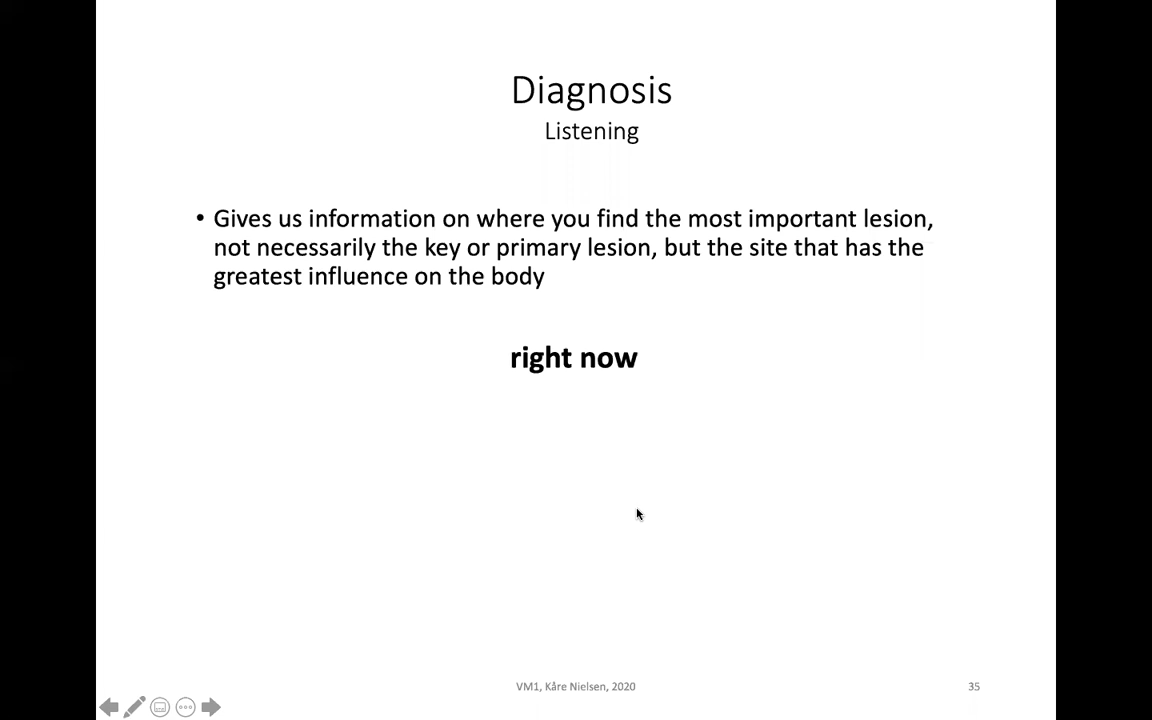 Diagnosis
Listening
• Gives us information on where you find the most important lesion,
not necessarily the key or primary lesion, but the site that has the
greatest influence on the body
right now
VM1, Kåre Nielsen, 2020
35